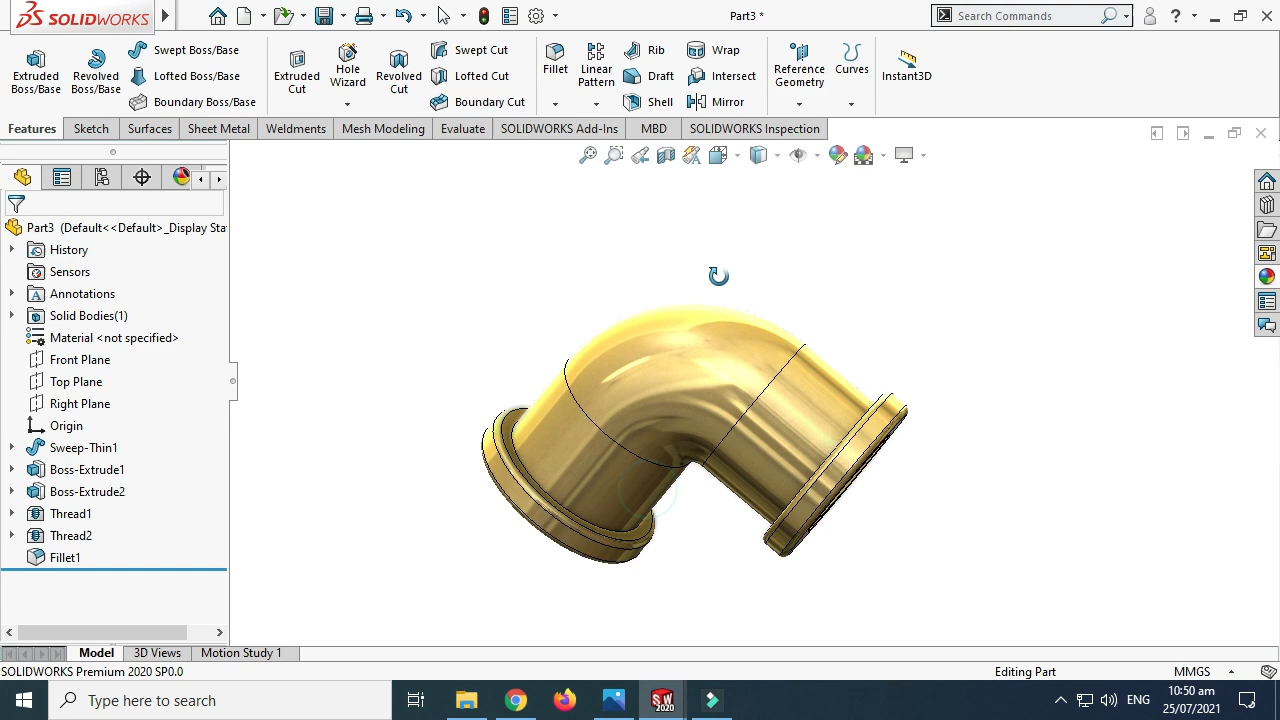 SOLIDWORKS
Part3 *
Search Commands
Extruded Boss/Base
Revolved Boss/Base
Swept Boss/Base
Lofted Boss/Base
Boundary Boss/Base
Extruded Cut
Hole Wizard
Revolved Cut
Swept Cut
Lofted Cut
Boundary Cut
Fillet
Linear Pattern
Rib
Draft
Shell
Wrap
Intersect
Mirror
Reference Geometry
Curves
Instant3D
Features
Sketch
Surfaces
Sheet Metal
Weldments
Mesh Modeling
Evaluate
SOLIDWORKS Add-Ins
MBD
SOLIDWORKS Inspection
Part3 (Default<<Default>_Display Sta
History
Sensors
Annotations
Solid Bodies(1)
Material <not specified>
Front Plane
Top Plane
Right Plane
Origin
Sweep-Thin1
Boss-Extrude1
Boss-Extrude2
Thread1
Thread2
Fillet1
Model
3D Views
Motion Study 1
SOLIDWORKS Premium 2020 SP0.0
Editing Part
MMGS
Type here to search
SW
2020
ENG
10:50 am
25/07/2021